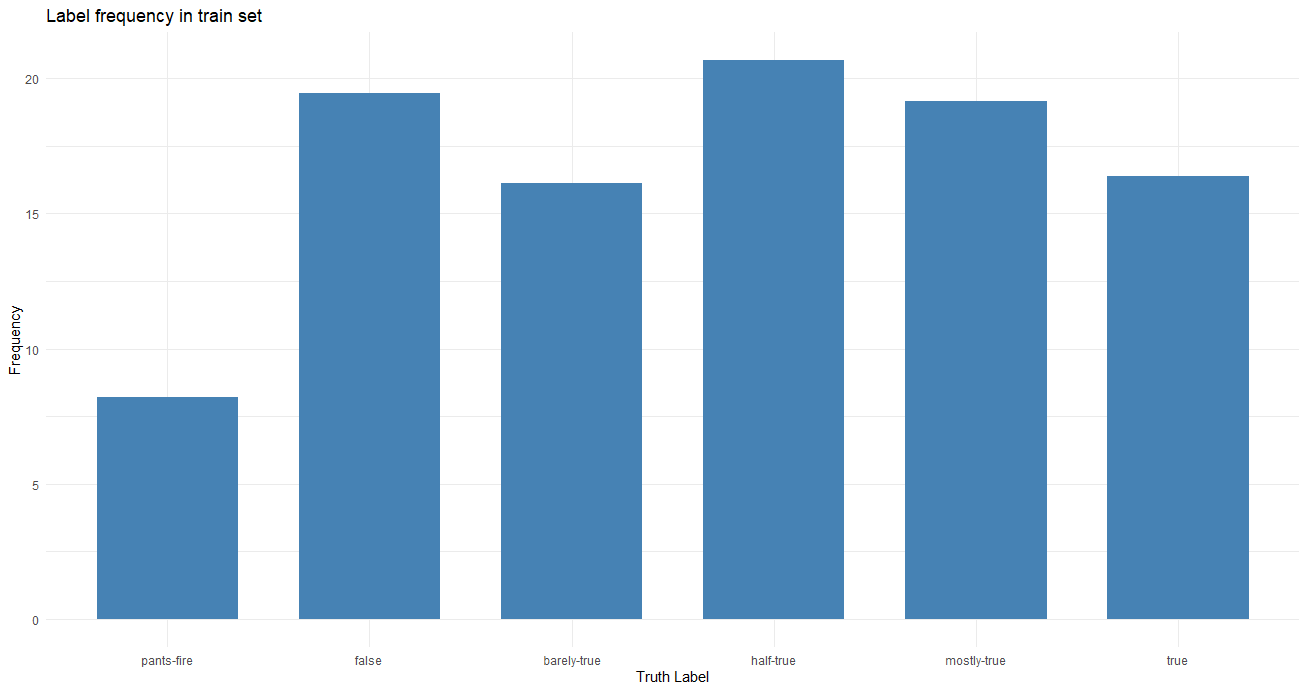 Label frequency in train set
Frequency
20
15
10
5
0
pants-fire false barely-true half-true mostly-true true
Truth Label